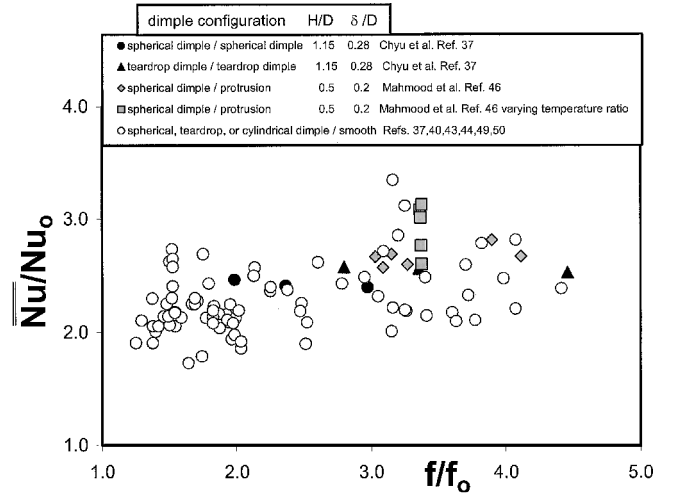 dimple configuration H/D δ/D
spherical dimple / spherical dimple 1.15 0.28 Chyu et al. Ref. 37
teardrop dimple / teardrop dimple 1.15 0.28 Chyu et al. Ref. 37
spherical dimple / protrusion 0.5 0.2 Mahmood et al. Ref. 46
spherical dimple / protrusion 0.5 0.2 Mahmood et al. Ref. 46 varying temperature ratio
spherical, teardrop, or cylindrical dimple / smooth Refs. 37,40,43,44,49,50
4.0
3.0
2.0
1.0
Nu/Nuo
1.0 2.0 3.0 4.0 5.0
f/fo